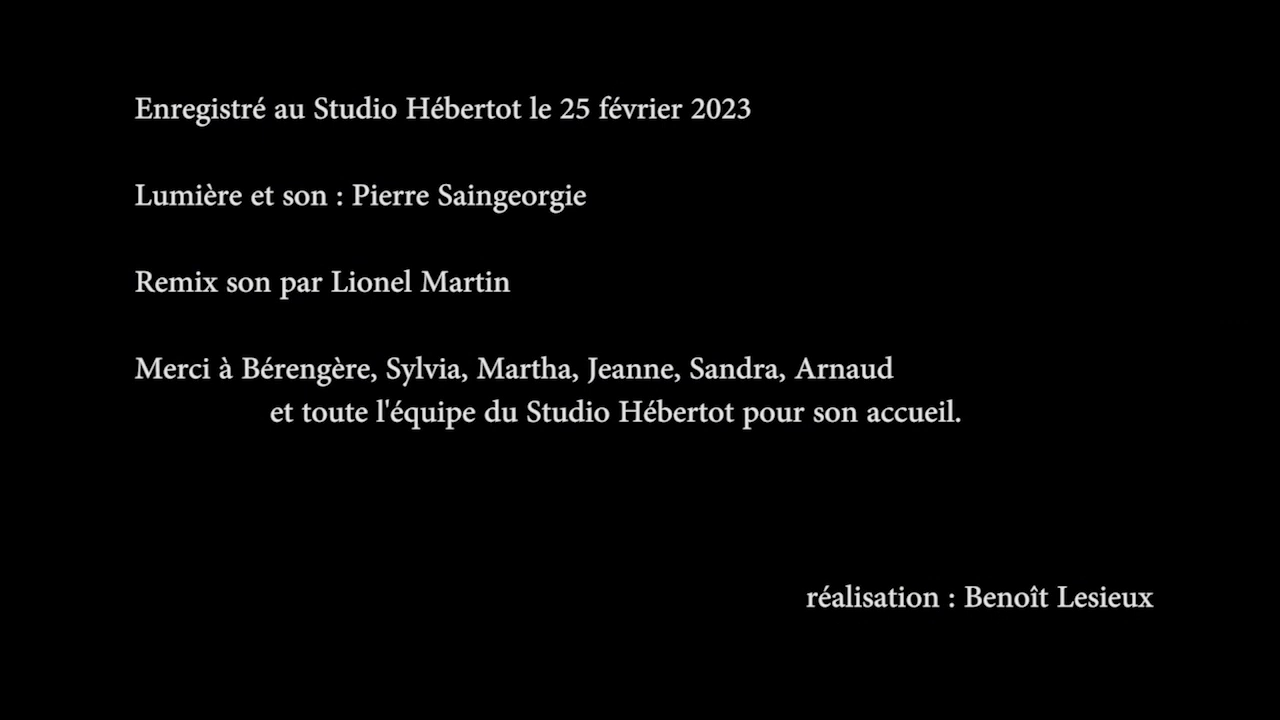 Enregistré au Studio Hébertot le 25 février 2023
Lumière et son : Pierre Saingeorgie
Remix son par Lionel Martin
Merci à Bérengère, Sylvia, Martha, Jeanne, Sandra, Arnaud
et toute l'équipe du Studio Hébertot pour son accueil.
réalisation : Benoît Lesieux